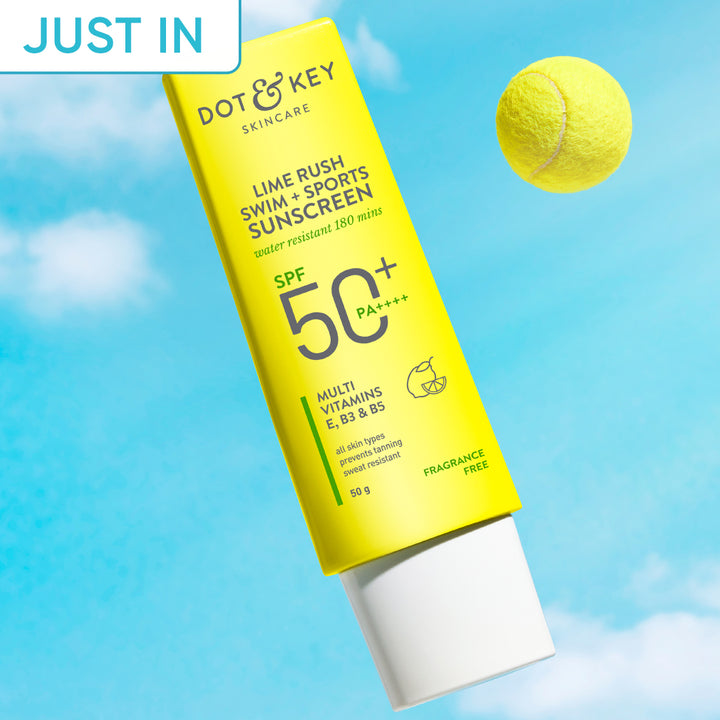 JUST IN
DOT & KEY
SKINCARE
LIME RUSH
SWIM + SPORTS
SUNSCREEN
water resistant 180 mins
SPF
50+
PA++++
MULTI
VITAMINS
E, B3 & B5
all skin types
prevents tanning
sweat resistant
50 g
FRAGRANCE
FREE